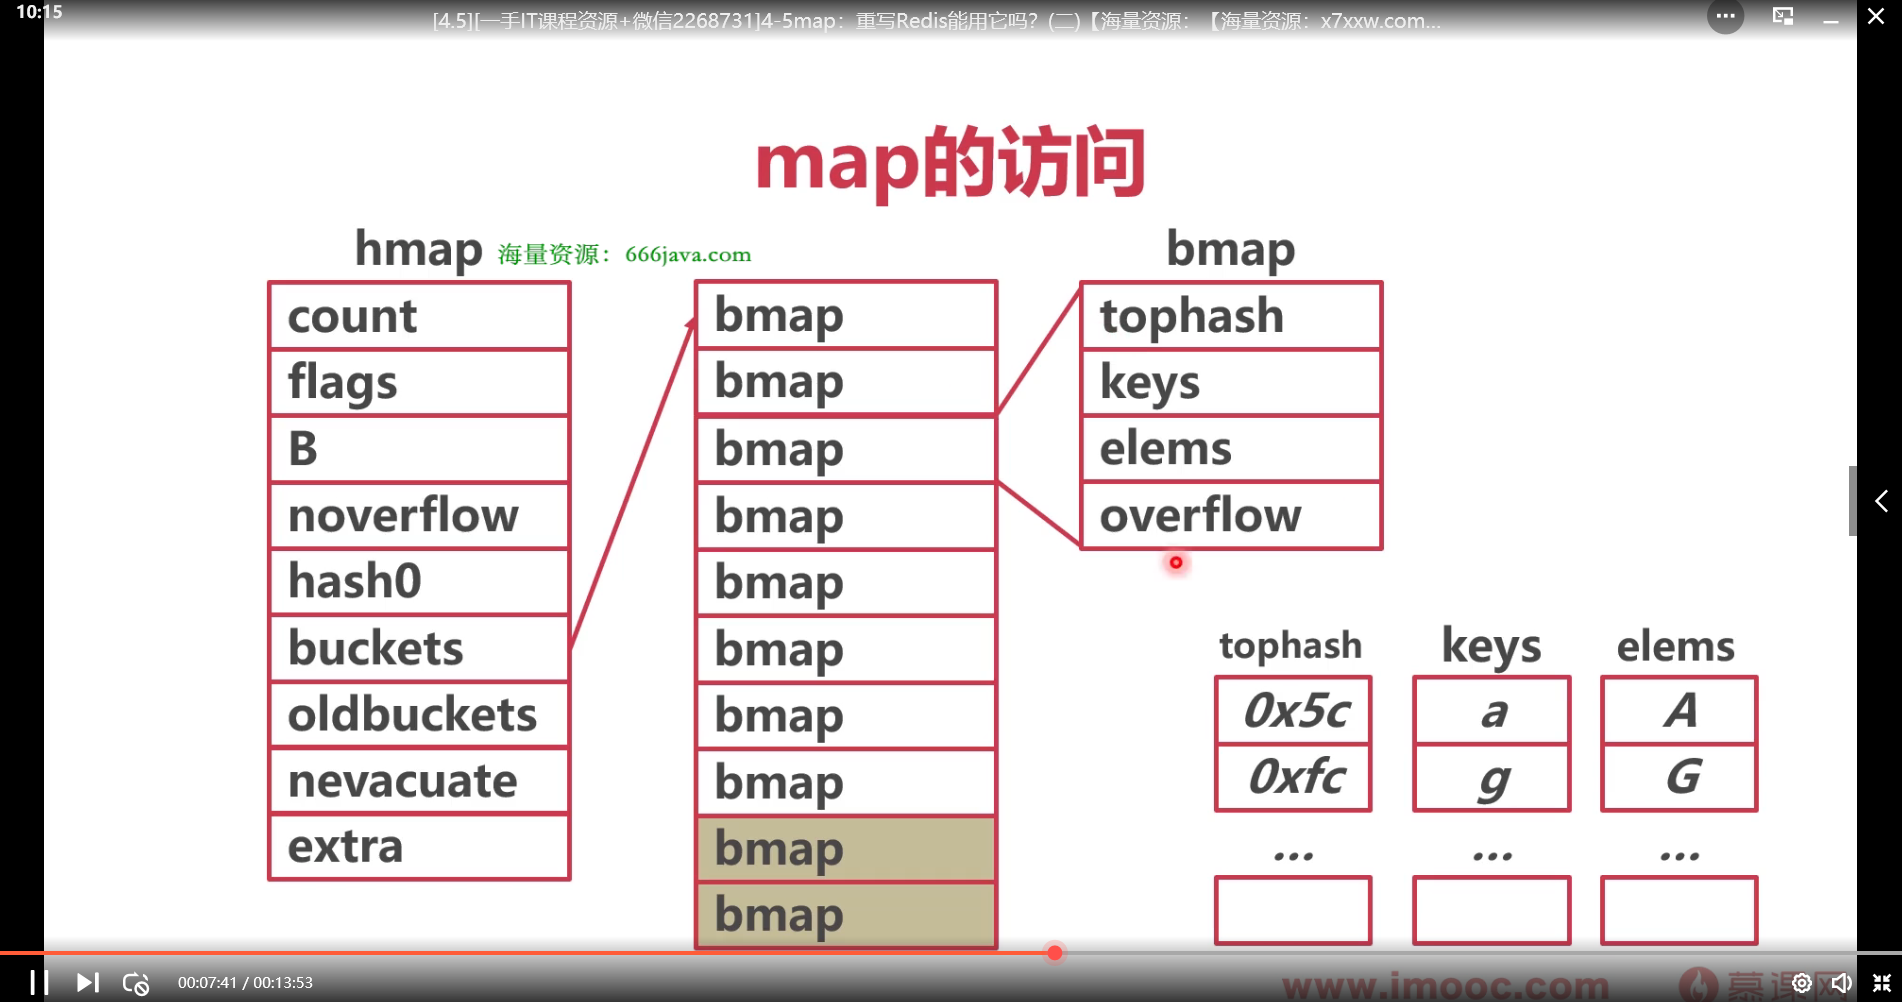 10:15
[4.5][一手IT课程资源+微信2268731]4-5map：重写Redis能用它吗？(二)【海量资源：【海量资源：x7xxw.com...
map的访问
hmap
海量资源：666java.com
count
flags
B
noverflow
hash0
buckets
oldbuckets
nevacuate
extra
bmap
bmap
bmap
bmap
bmap
bmap
bmap
bmap
bmap
bmap
bmap
tophash
keys
elems
overflow
tophash keys elems
0x5c a A
0xfc g G
... ... ...
00:07:41 / 00:13:53
www.imooc.com 慕课网